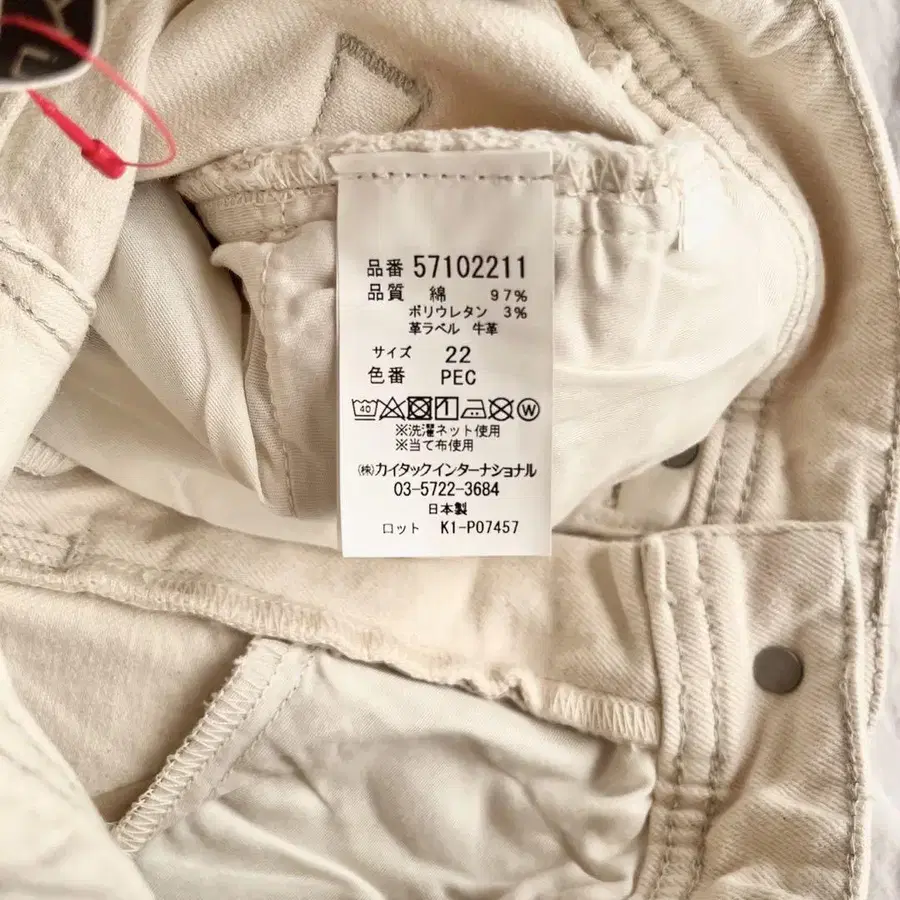 品番 57102211
品質 綿 97%
ポリウレタン 3%
革ラベル 牛革
サイズ 22
色番 PEC
40 1 W
※洗濯ネット使用
※当て布使用
㈱カイタックインターナショナル
03-5722-3684
日本製
ロット K1-P07457